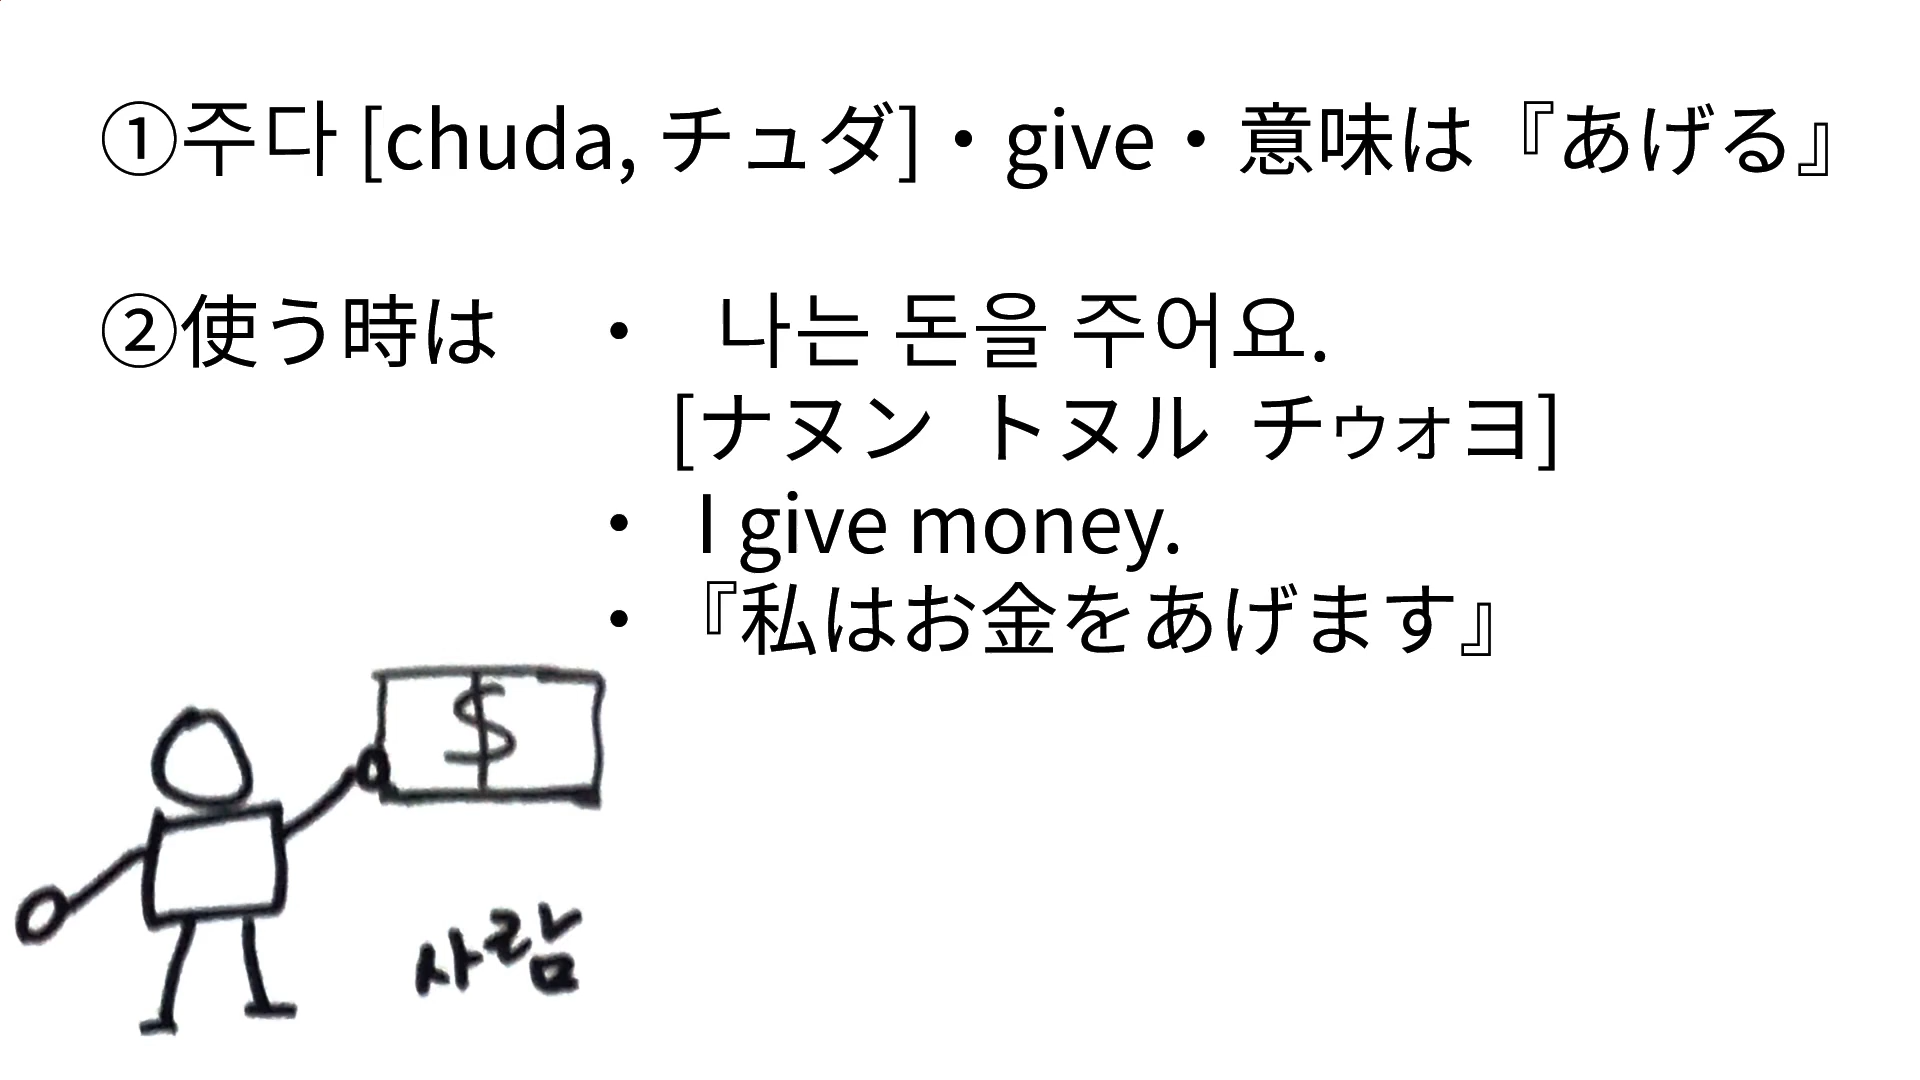 ①주다 [chuda, チュダ]・give・意味は『あげる』
②使う時は ・ 나는 돈을 주어요.
[ナヌン トヌル チゥォヨ]
・ I give money.
・『私はお金をあげます』
$
사람